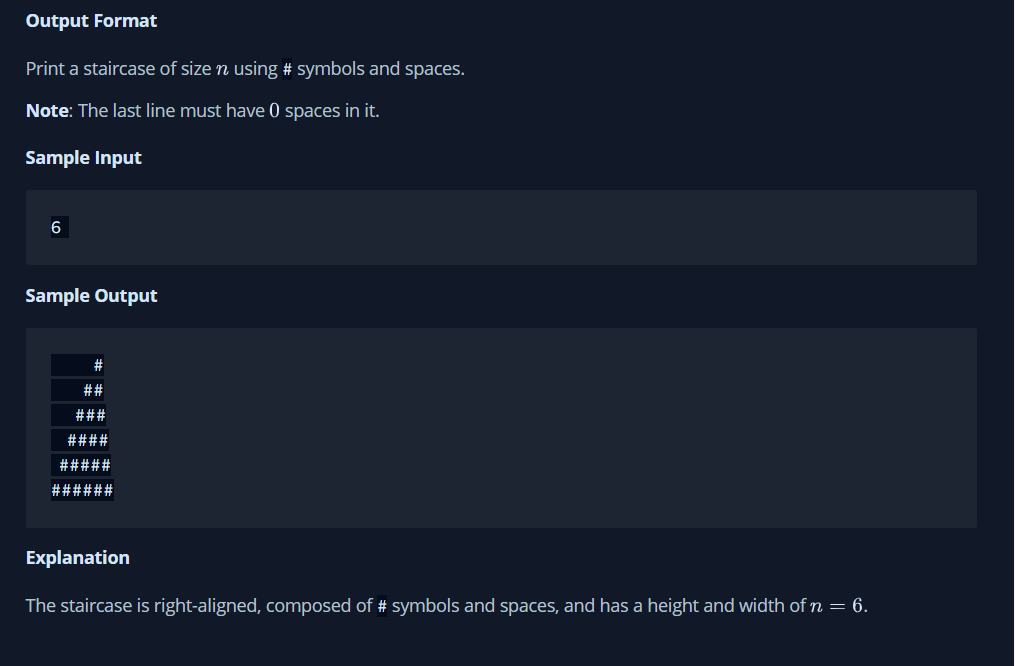 Output Format
Print a staircase of size n using # symbols and spaces.
Note: The last line must have 0 spaces in it.
Sample Input
6
Sample Output
     #
    ##
   ###
  ####
 #####
######
Explanation
The staircase is right-aligned, composed of # symbols and spaces, and has a height and width of n = 6.